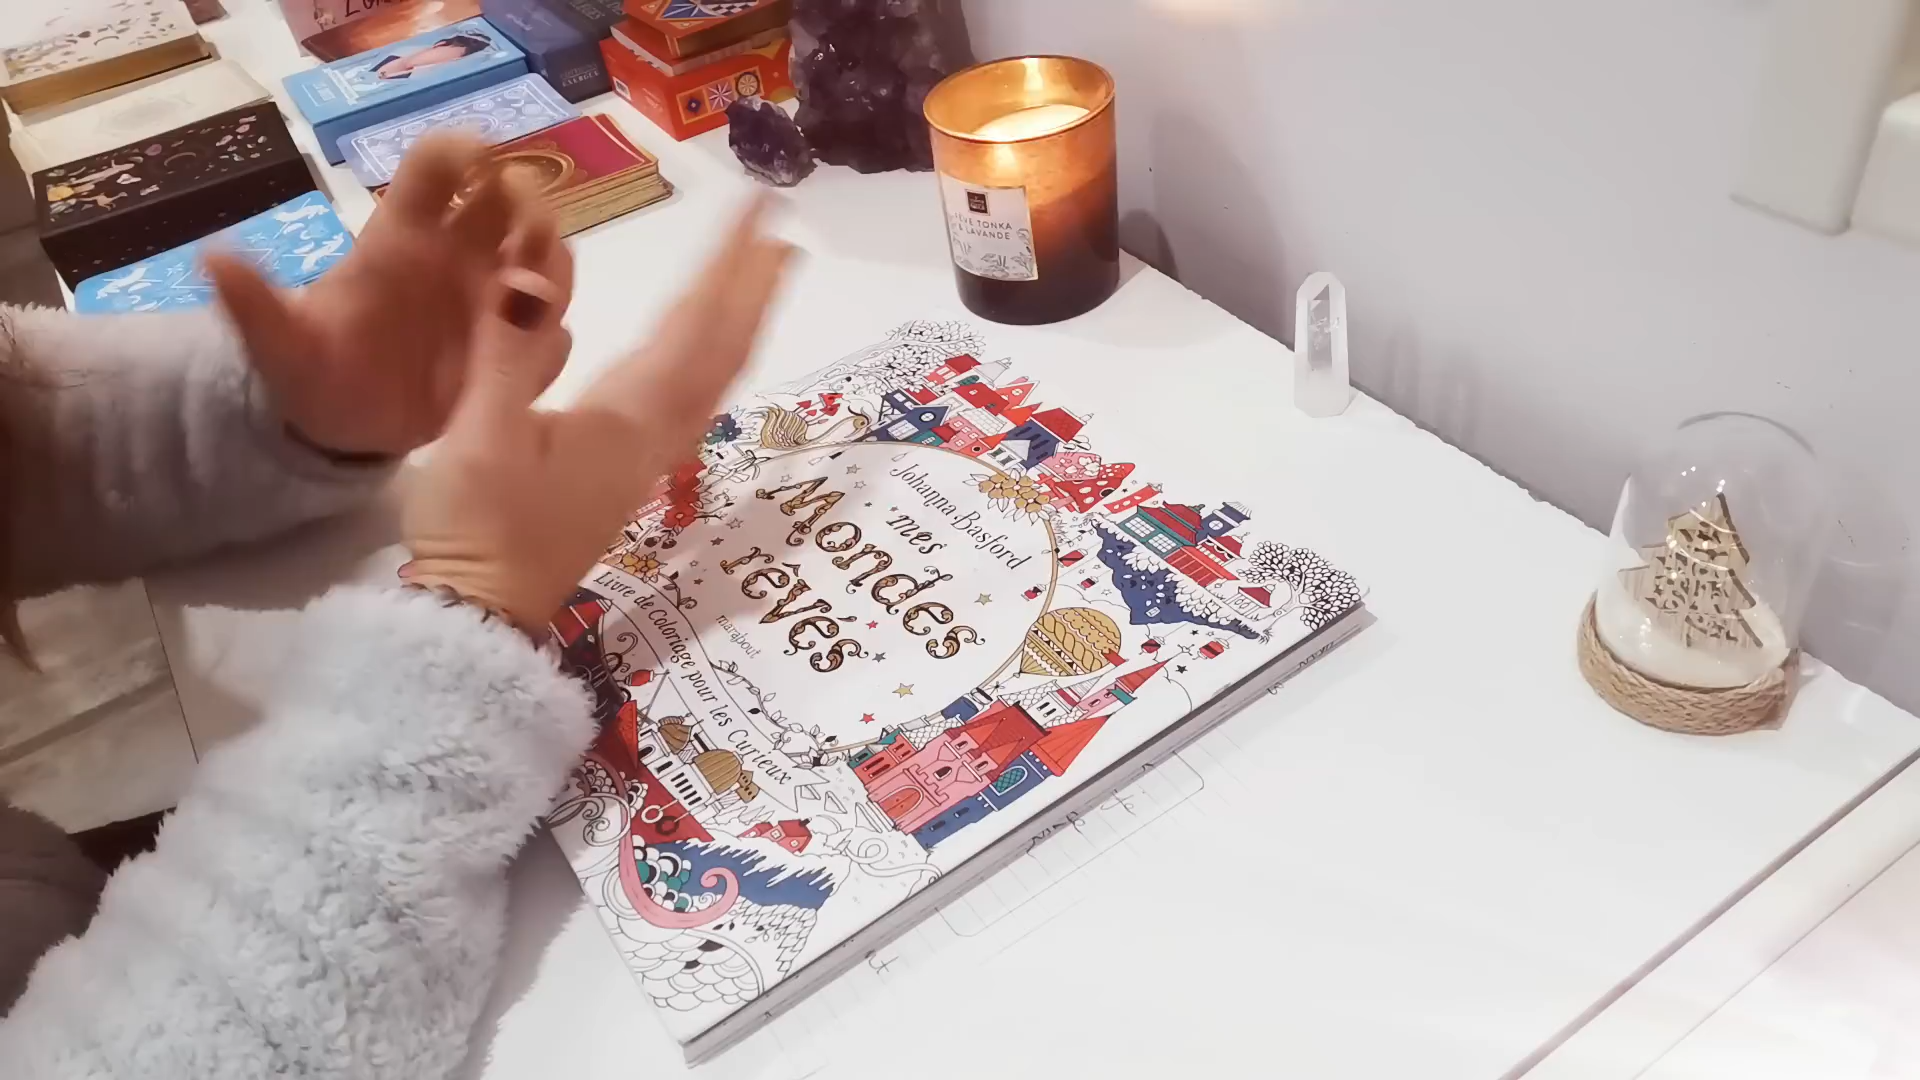 Johanna Basford
mes
Mondes
rêvés
marabout
Livre de Coloriage pour les Curieux
FÈVE TONKA
& LAVANDE